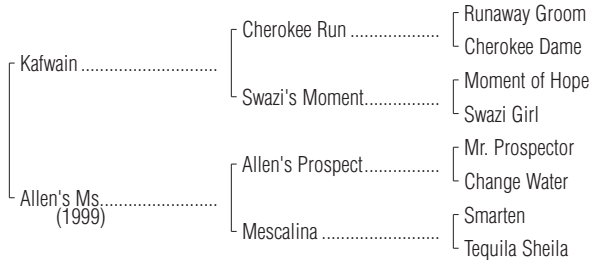 Runaway Groom
Cherokee Run ..................
Cherokee Dame
Kafwain ...........................
Moment of Hope
Swazi's Moment...............
Swazi Girl
Mr. Prospector
Allen's Prospect...............
Change Water
Allen's Ms.......................
(1999)
Smarten
Mescalina .......................
Tequila Sheila